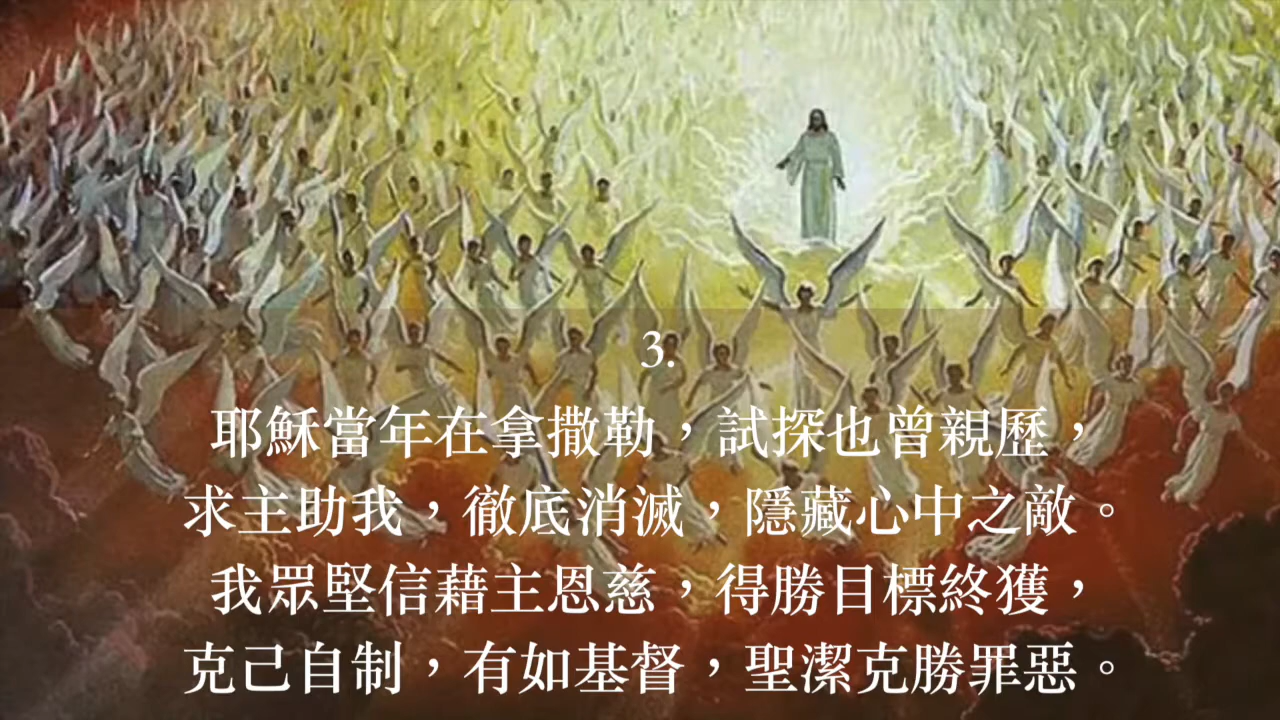 3.
耶穌當年在拿撒勒，試探也曾親歷，
求主助我，徹底消滅，隱藏心中之敵。
我眾堅信藉主恩慈，得勝目標終獲，
克己自制，有如基督，聖潔克勝罪惡。